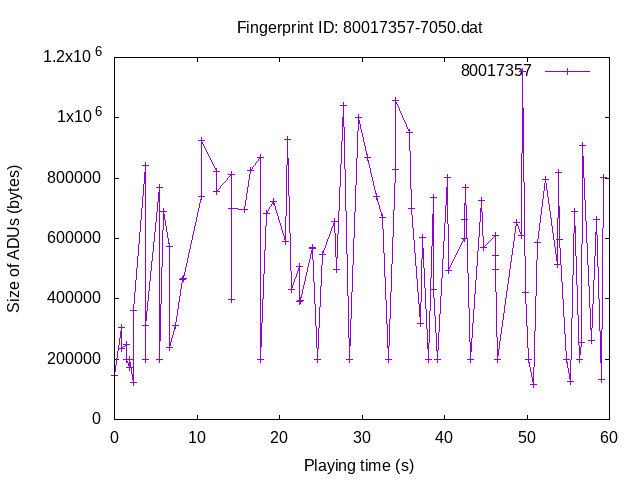 Fingerprint ID: 80017357-7050.dat
1.2x10^6
80017357
1x10^6
800000
600000
400000
200000
0
Size of ADUs (bytes)
0 10 20 30 40 50 60
Playing time (s)